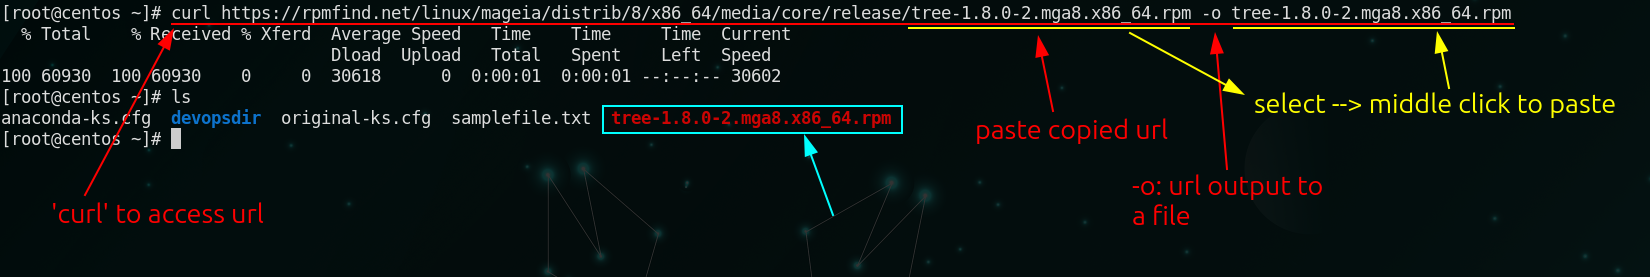 [root@centos ~]# curl https://rpmfind.net/linux/mageia/distrib/8/x86_64/media/core/release/tree-1.8.0-2.mga8.x86_64.rpm -o tree-1.8.0-2.mga8.x86_64.rpm
  % Total    % Received % Xferd  Average Speed   Time    Time     Time  Current
                                 Dload  Upload   Total   Spent    Left  Speed
100 60930  100 60930    0     0  30618      0  0:00:01  0:00:01 --:--:-- 30602
[root@centos ~]# ls
anaconda-ks.cfg  devopsdir  original-ks.cfg  samplefile.txt  tree-1.8.0-2.mga8.x86_64.rpm
[root@centos ~]#
select --> middle click to paste
paste copied url
-o: url output to
a file
'curl' to access url